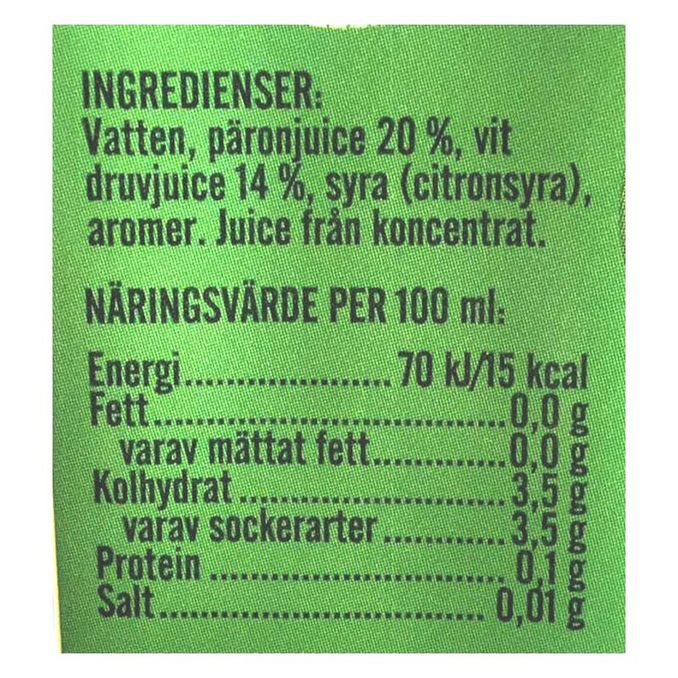 INGREDIENSER:
Vatten, päronjuice 20 %, vit
druvjuice 14 %, syra (citronsyra),
aromer. Juice från koncentrat.
NÄRINGSVÄRDE PER 100 ml:
Energi.....................70 kJ/15 kcal
Fett....................................0,0 g
varav mättat fett.............0,0 g
Kolhydrat ...........................3,5 g
varav sockerarter ............3,5 g
Protein .............................. 0,1 g
Salt................................. 0,01 g